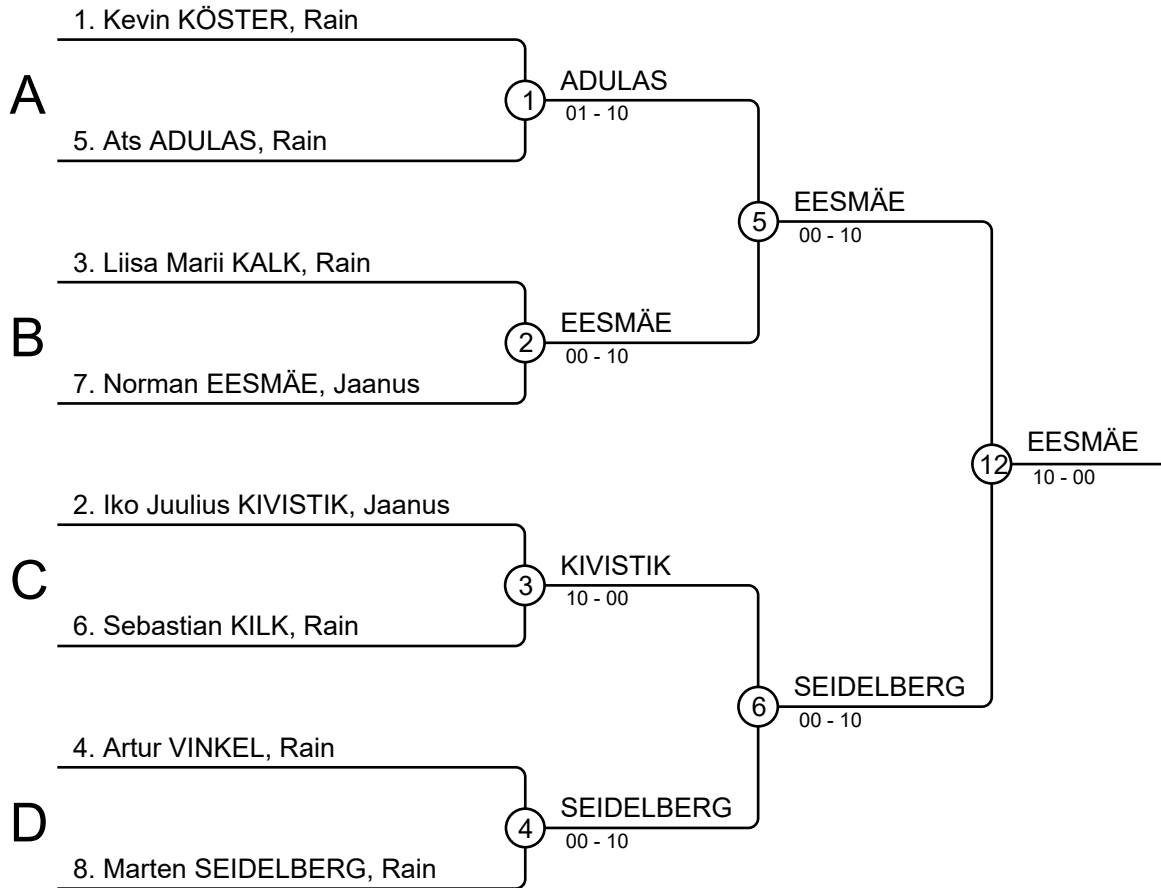 1. Kevin KÖSTER, Rain
A
1
ADULAS
01 - 10
5. Ats ADULAS, Rain
5
EESMÄE
00 - 10
3. Liisa Marii KALK, Rain
B
2
EESMÄE
00 - 10
7. Norman EESMÄE, Jaanus
12
EESMÄE
10 - 00
2. Iko Juulius KIVISTIK, Jaanus
C
3
KIVISTIK
10 - 00
6. Sebastian KILK, Rain
6
SEIDELBERG
00 - 10
4. Artur VINKEL, Rain
D
4
SEIDELBERG
00 - 10
8. Marten SEIDELBERG, Rain